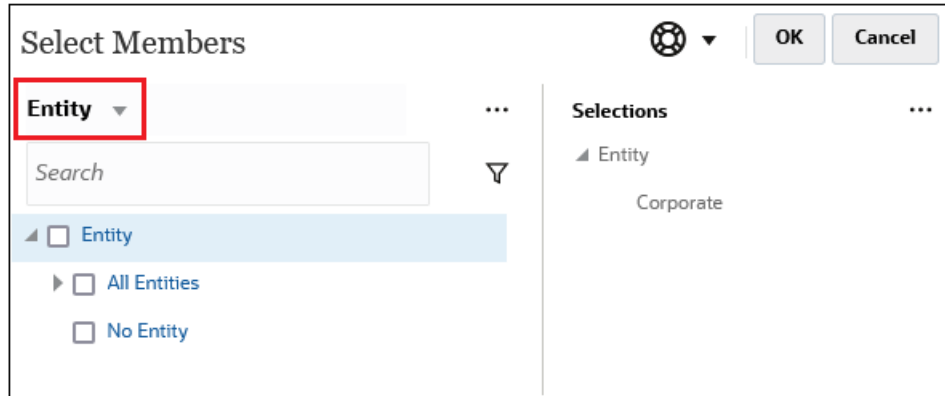 Select Members
OK
Cancel
Entity
Search
Entity
All Entities
No Entity
Selections
Entity
Corporate